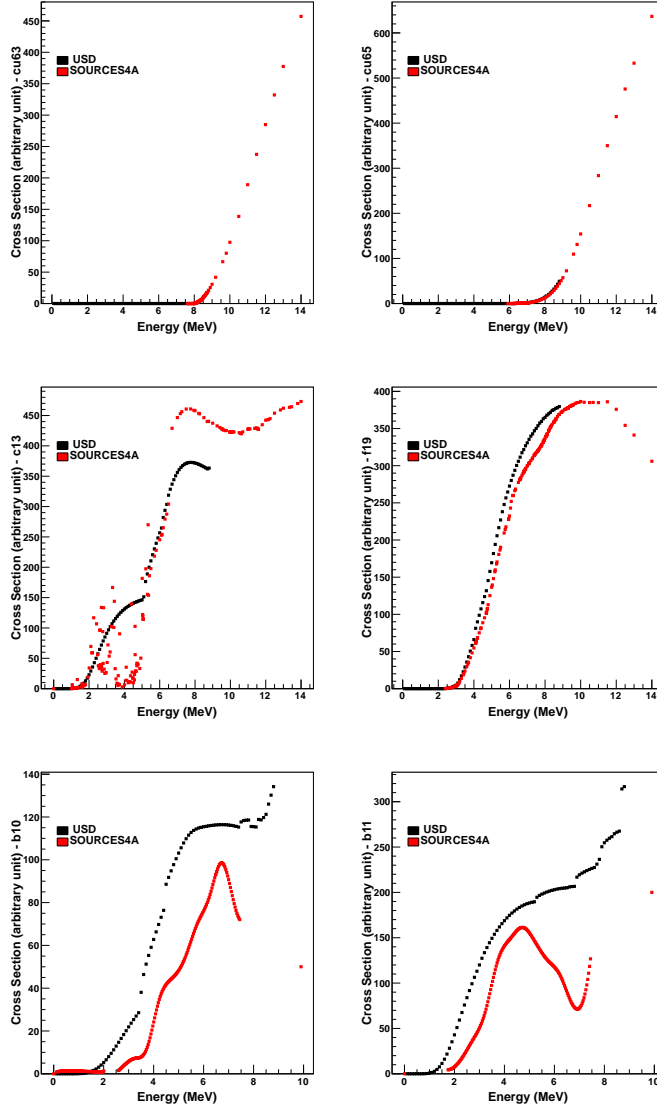 450
400
350
300
250
200
150
100
50
0
0 2 4 6 8 10 12 14
Energy (MeV)
Cross Section (arbitrary unit) - cu63
USD
SOURCES4A
600
500
400
300
200
100
0
0 2 4 6 8 10 12 14
Energy (MeV)
Cross Section (arbitrary unit) - cu65
USD
SOURCES4A
450
400
350
300
250
200
150
100
50
0
0 2 4 6 8 10 12 14
Energy (MeV)
Cross Section (arbitrary unit) - c13
USD
SOURCES4A
400
350
300
250
200
150
100
50
0
0 2 4 6 8 10 12 14
Energy (MeV)
Cross Section (arbitrary unit) - f19
USD
SOURCES4A
140
120
100
80
60
40
20
0
0 2 4 6 8 10
Energy (MeV)
Cross Section (arbitrary unit) - b10
USD
SOURCES4A
300
250
200
150
100
50
0
0 2 4 6 8 10
Energy (MeV)
Cross Section (arbitrary unit) - b11
USD
SOURCES4A